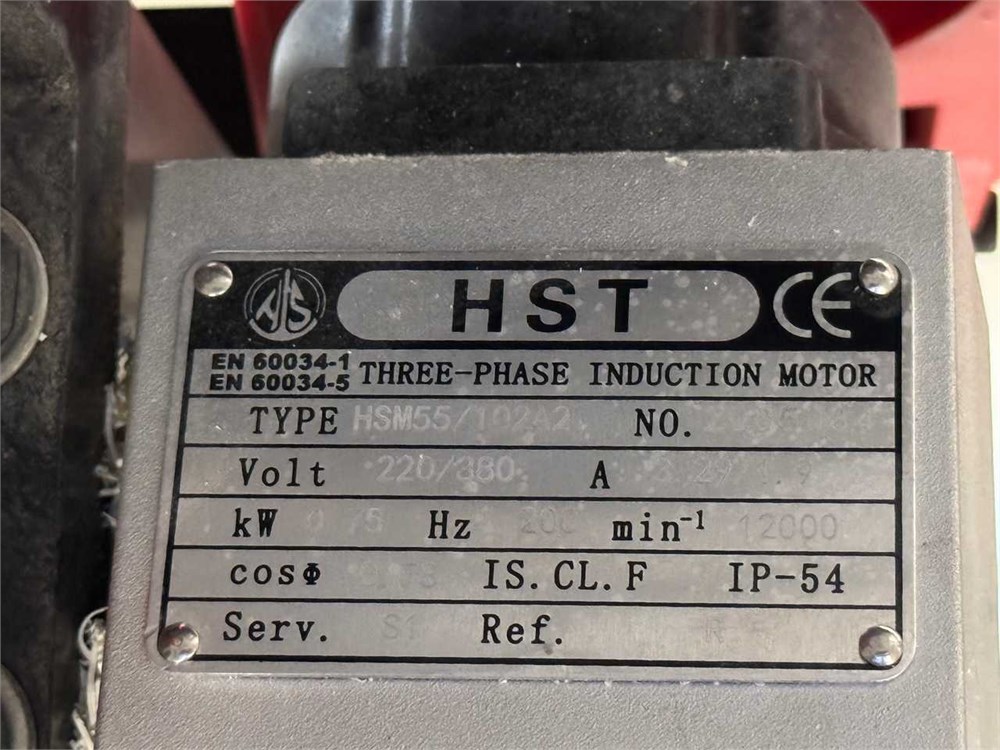 HST CE
EN 60034-1
EN 60034-5 THREE-PHASE INDUCTION MOTOR
TYPE HSM55/102A2 NO.
Volt 220/380 A
kW Hz 200 min-1 12000
cosΦ IS.CL.F IP-54
Serv. S1 Ref.